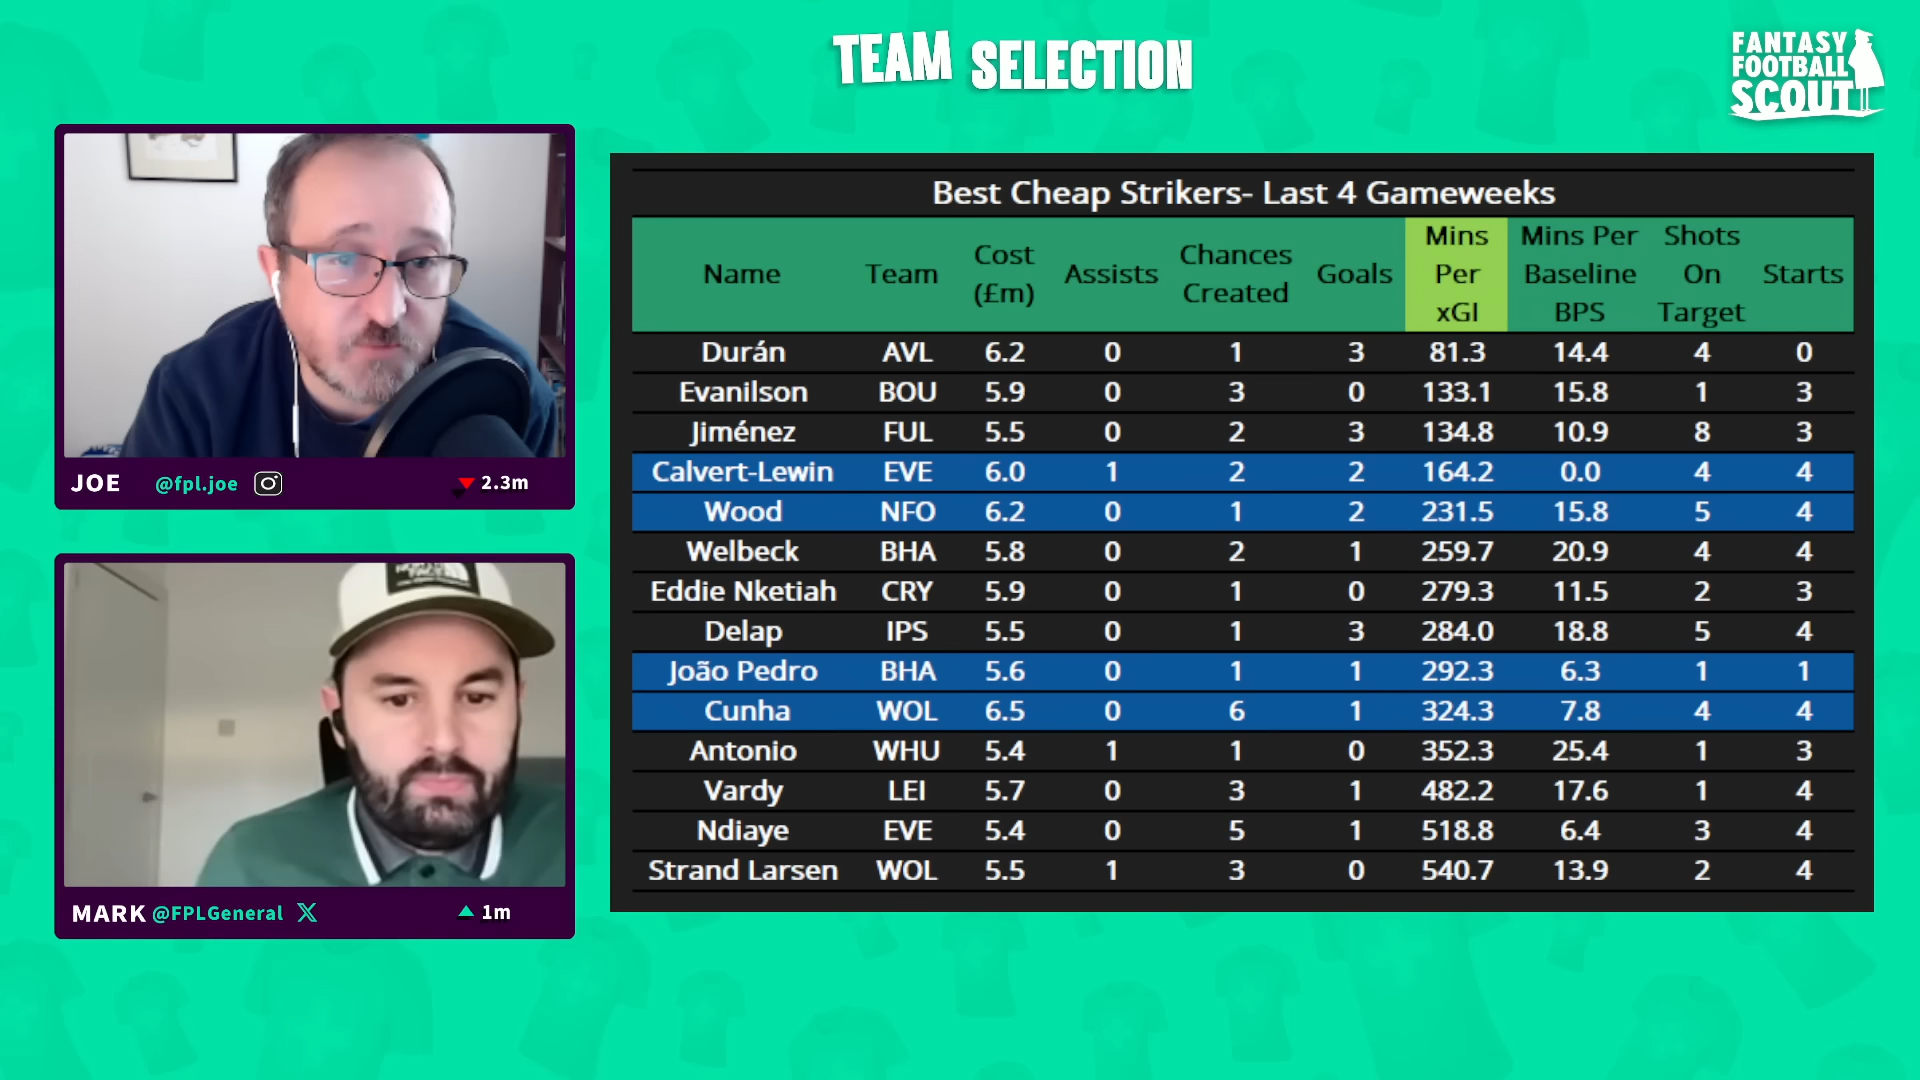 TEAM SELECTION
FANTASY
FOOTBALL
SCOUT
JOE @fpl.joe 2.3m
MARK @FPLGeneral 1m
Best Cheap Strikers- Last 4 Gameweeks
Name Team Cost (£m) Assists Chances Created Goals Mins Per xGI Mins Per Baseline BPS Shots On Target Starts
Durán AVL 6.2 0 1 3 81.3 14.4 4 0
Evanilson BOU 5.9 0 3 0 133.1 15.8 1 3
Jiménez FUL 5.5 0 2 3 134.8 10.9 8 3
Calvert-Lewin EVE 6.0 1 2 2 164.2 0.0 4 4
Wood NFO 6.2 0 1 2 231.5 15.8 5 4
Welbeck BHA 5.8 0 2 1 259.7 20.9 4 4
Eddie Nketiah CRY 5.9 0 1 0 279.3 11.5 2 3
Delap IPS 5.5 0 1 3 284.0 18.8 5 4
João Pedro BHA 5.6 0 1 1 292.3 6.3 1 1
Cunha WOL 6.5 0 6 1 324.3 7.8 4 4
Antonio WHU 5.4 1 1 0 352.3 25.4 1 3
Vardy LEI 5.7 0 3 1 482.2 17.6 1 4
Ndiaye EVE 5.4 0 5 1 518.8 6.4 3 4
Strand Larsen WOL 5.5 1 3 0 540.7 13.9 2 4